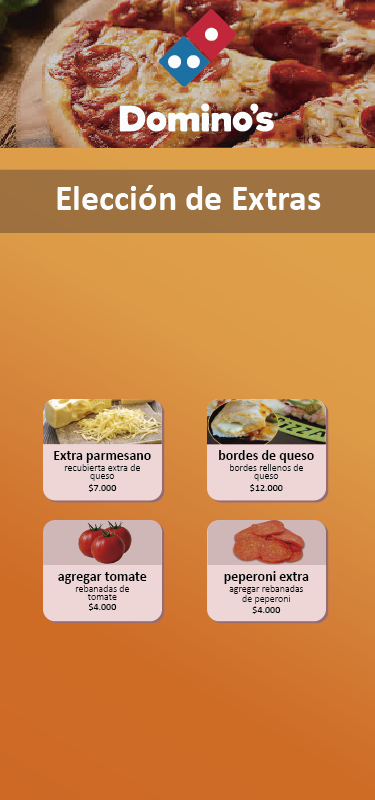 Domino's
Elección de Extras
Extra parmesano
recubierta extra de
queso
$7.000
bordes de queso
bordes rellenos de
queso
$12.000
agregar tomate
rebanadas de
tomate
$4.000
peperoni extra
agregar rebanadas
de peperoni
$4.000